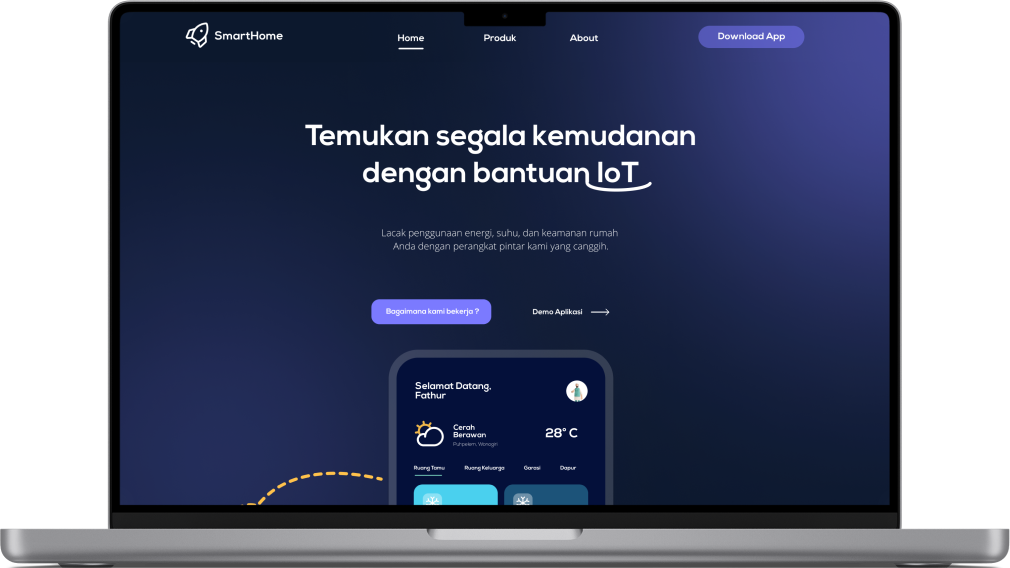 SmartHome
Home
Produk
About
Download App
Temukan segala kemudanan
dengan bantuan IoT
Lacak penggunaan energi, suhu, dan keamanan rumah
Anda dengan perangkat pintar kami yang canggih.
Bagaimana kami bekerja ?
Demo Aplikasi
Selamat Datang,
Fathur
Cerah
Berawan
28° C
Ruang Tamu
Ruang Keluarga
Garasi
Dapur